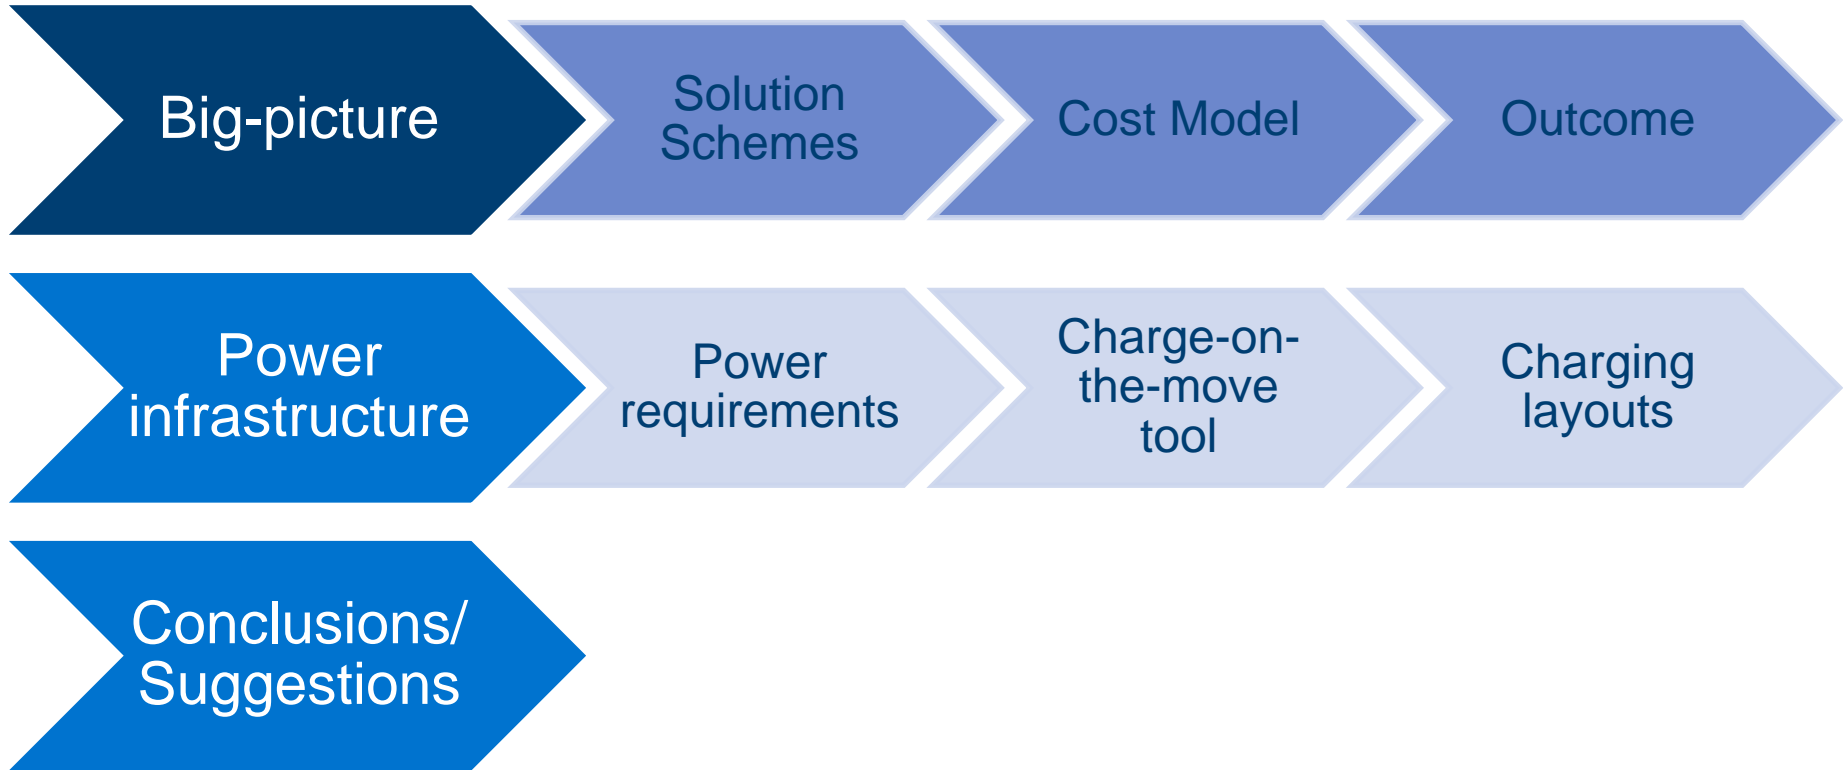 Big-picture
Solution
Schemes
Cost Model
Outcome
Power
infrastructure
Power
requirements
Charge-on-
the-move
tool
Charging
layouts
Conclusions/
Suggestions